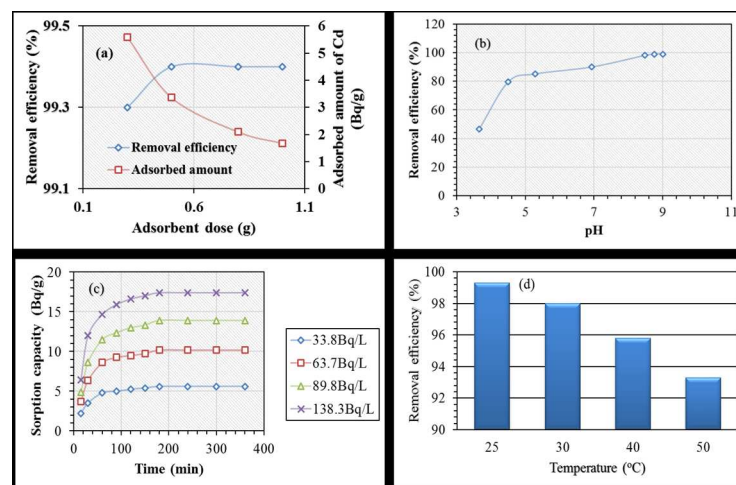 (a)
Removal efficiency (%)
99.5
99.3
99.1
6
5
4
3
2
1
0
Adsorbed amount of Cd
(Bq/g)
Removal efficiency
Adsorbed amount
0.1
0.6
1.1
Adsorbent dose (g)
(b)
Removal efficiency (%)
120
100
80
60
40
20
0
3
5
7
9
11
pH
(c)
Sorption capacity (Bq/g)
20
15
10
5
0
0
100
200
300
400
Time (min)
33.8Bq/L
63.7Bq/L
89.8Bq/L
138.3Bq/L
(d)
Removal efficiency (%)
100
98
96
94
92
90
25
30
40
50
Temperature (oC)